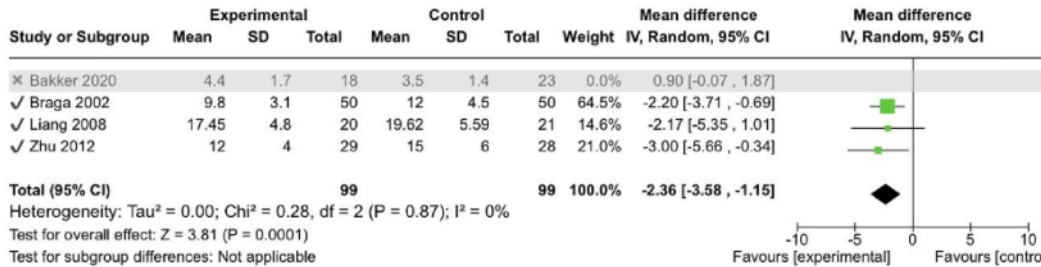 Experimental Control Mean difference Mean difference
Study or Subgroup Mean SD Total Mean SD Total Weight IV, Random, 95% CI IV, Random, 95% CI
× Bakker 2020 4.4 1.7 18 3.5 1.4 23 0.0% 0.90 [-0.07 , 1.87]
✓ Braga 2002 9.8 3.1 50 12 4.5 50 64.5% -2.20 [-3.71 , -0.69]
✓ Liang 2008 17.45 4.8 20 19.62 5.59 21 14.6% -2.17 [-5.35 , 1.01]
✓ Zhu 2012 12 4 29 15 6 28 21.0% -3.00 [-5.66 , -0.34]
Total (95% CI) 99 99 100.0% -2.36 [-3.58 , -1.15]
Heterogeneity: Tau² = 0.00; Chi² = 0.28, df = 2 (P = 0.87); I² = 0%
Test for overall effect: Z = 3.81 (P = 0.0001) -10 -5 0 5 10
Test for subgroup differences: Not applicable Favours [experimental] Favours [contro